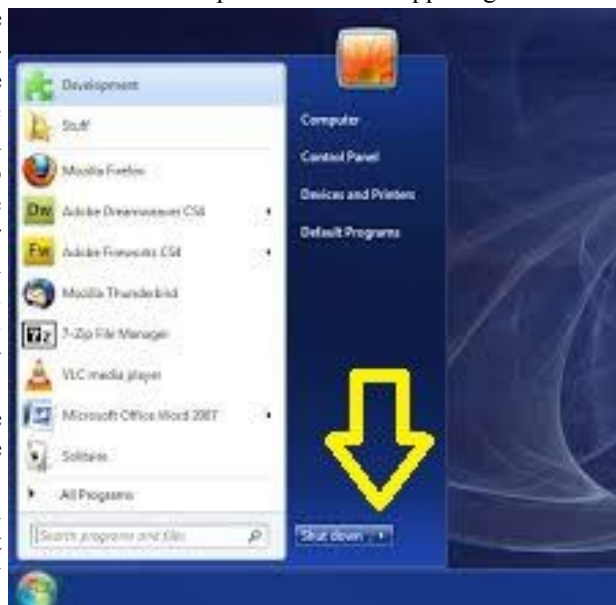 Development
Stuff
Mozilla Firefox
Dw Adobe Dreamweaver CS4
Fw Adobe Fireworks CS4
Mozilla Thunderbird
7z 7-Zip File Manager
VLC media player
Microsoft Office Word 2007
Solitaire
All Programs
Search programs and files
Computer
Control Panel
Devices and Printers
Default Programs
Shut down